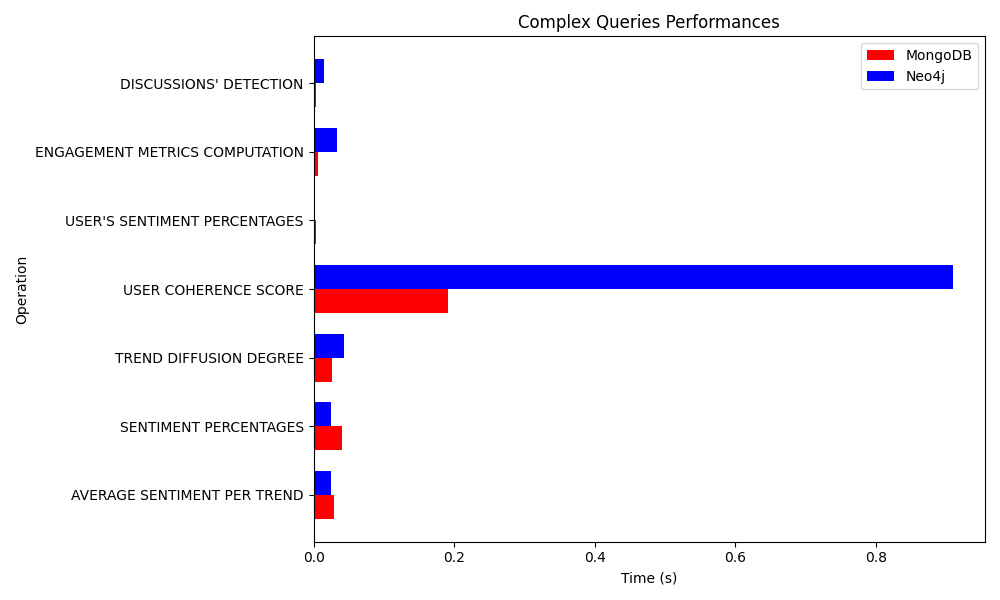 Complex Queries Performances
MongoDB
Neo4j
DISCUSSIONS' DETECTION
ENGAGEMENT METRICS COMPUTATION
USER'S SENTIMENT PERCENTAGES
USER COHERENCE SCORE
TREND DIFFUSION DEGREE
SENTIMENT PERCENTAGES
AVERAGE SENTIMENT PER TREND
Operation
0.0 0.2 0.4 0.6 0.8
Time (s)